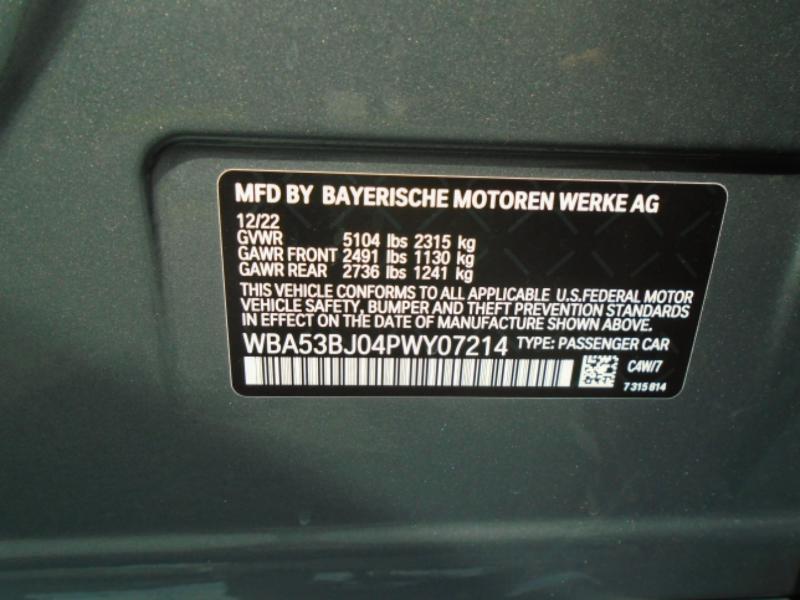 MFD BY BAYERISCHE MOTOREN WERKE AG
12/22
GVWR 5104 lbs 2315 kg
GAWR FRONT 2491 lbs 1130 kg
GAWR REAR 2736 lbs 1241 kg
THIS VEHICLE CONFORMS TO ALL APPLICABLE U.S.FEDERAL MOTOR
VEHICLE SAFETY, BUMPER AND THEFT PREVENTION STANDARDS
IN EFFECT ON THE DATE OF MANUFACTURE SHOWN ABOVE.
WBA53BJ04PWY07214 TYPE: PASSENGER CAR
C4W/7
7 315 814